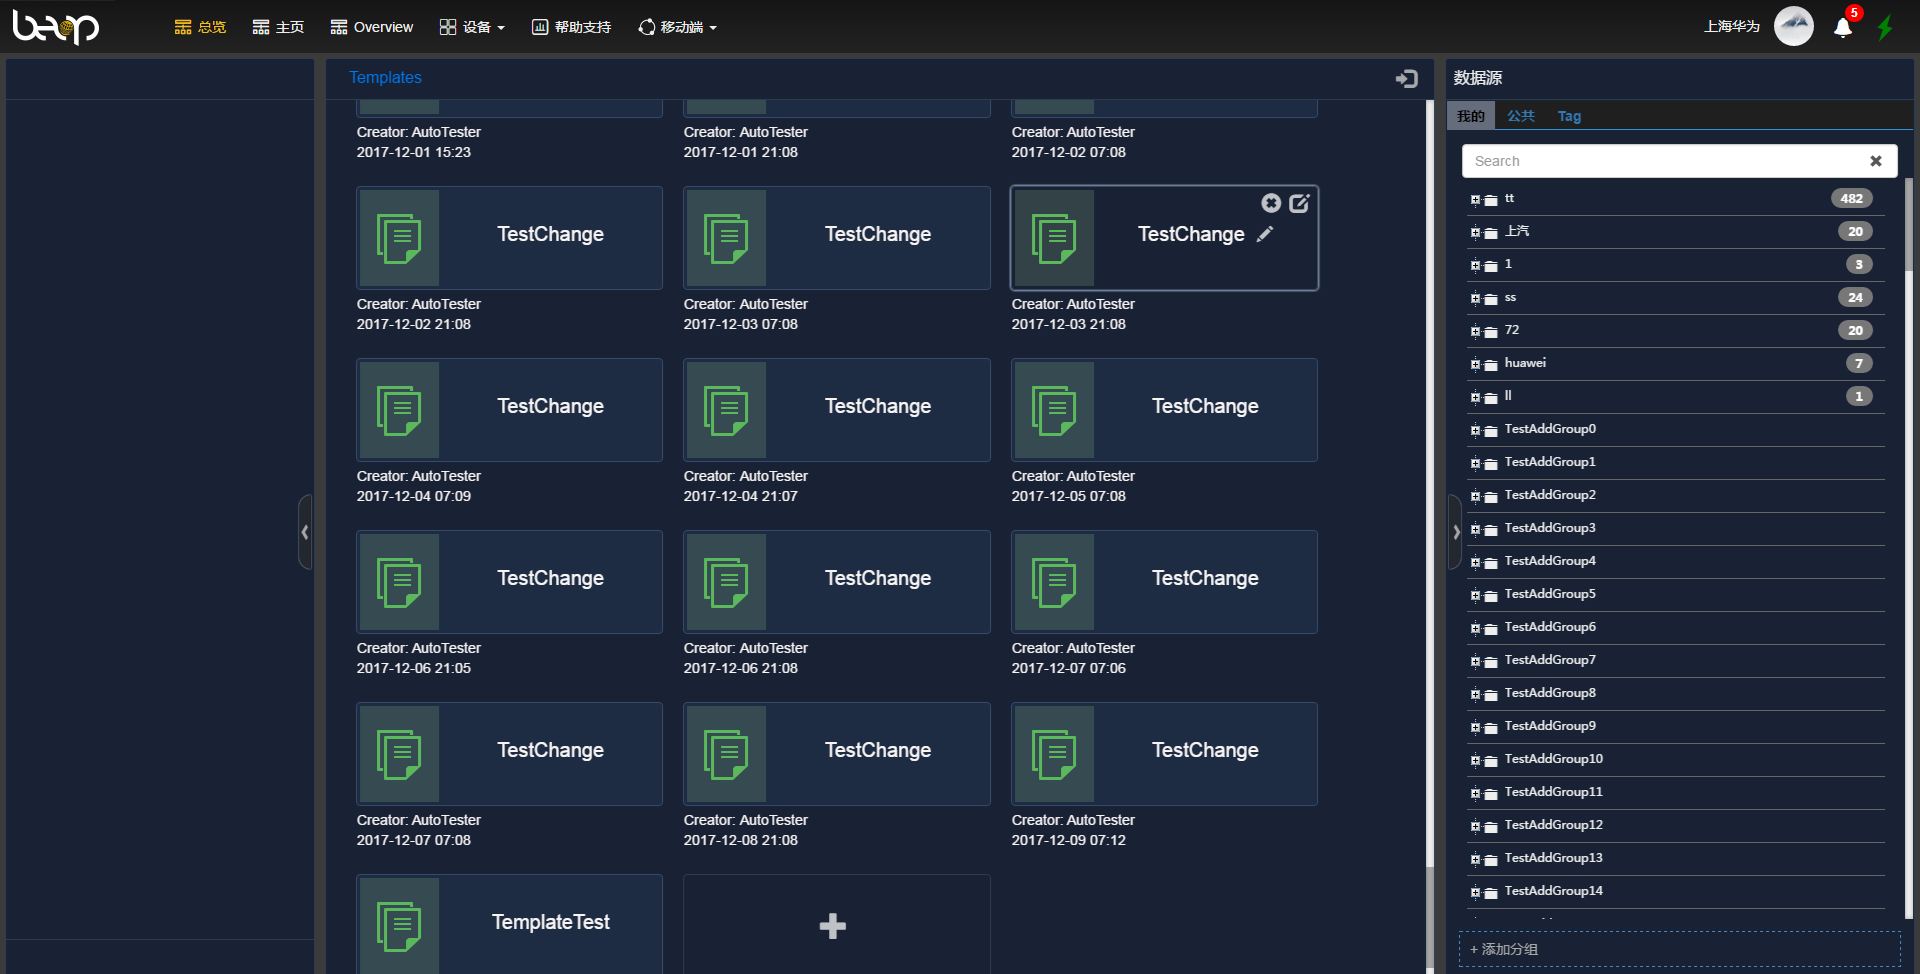 beop
总览
主页
Overview
设备
帮助支持
移动端
上海华为
5
Templates
Creator: AutoTester
2017-12-01 15:23
Creator: AutoTester
2017-12-01 21:08
Creator: AutoTester
2017-12-02 07:08
TestChange
Creator: AutoTester
2017-12-02 21:08
TestChange
Creator: AutoTester
2017-12-03 07:08
TestChange
Creator: AutoTester
2017-12-03 21:08
TestChange
Creator: AutoTester
2017-12-04 07:09
TestChange
Creator: AutoTester
2017-12-04 21:07
TestChange
Creator: AutoTester
2017-12-05 07:08
TestChange
Creator: AutoTester
2017-12-06 21:05
TestChange
Creator: AutoTester
2017-12-06 21:08
TestChange
Creator: AutoTester
2017-12-07 07:06
TestChange
Creator: AutoTester
2017-12-07 07:08
TestChange
Creator: AutoTester
2017-12-08 21:08
TestChange
Creator: AutoTester
2017-12-09 07:12
TemplateTest
数据源
我的
公共
Tag
Search
tt 482
上汽 20
1 3
ss 24
72 20
huawei 7
ll 1
TestAddGroup0
TestAddGroup1
TestAddGroup2
TestAddGroup3
TestAddGroup4
TestAddGroup5
TestAddGroup6
TestAddGroup7
TestAddGroup8
TestAddGroup9
TestAddGroup10
TestAddGroup11
TestAddGroup12
TestAddGroup13
TestAddGroup14
+ 添加分组